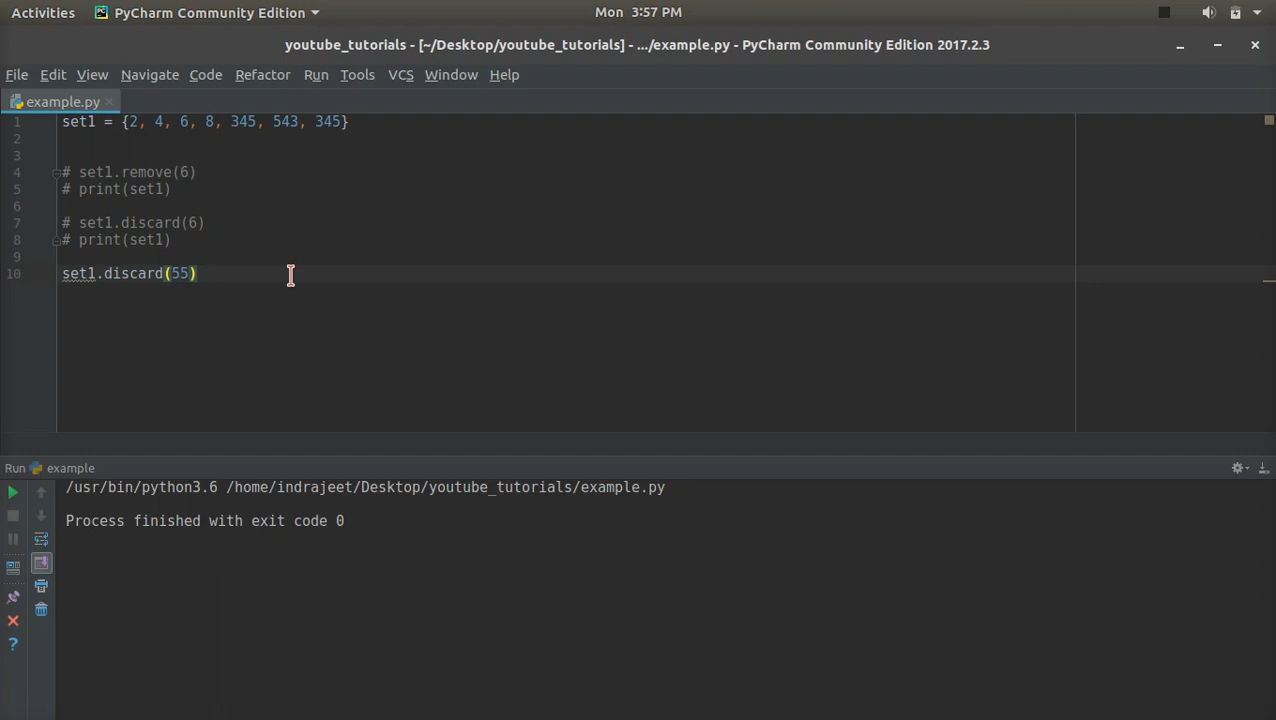 Activities PyCharm Community Edition Mon 3:57 PM
youtube_tutorials - [~/Desktop/youtube_tutorials] - .../example.py - PyCharm Community Edition 2017.2.3
File Edit View Navigate Code Refactor Run Tools VCS Window Help
example.py
1 set1 = {2, 4, 6, 8, 345, 543, 345}
2
3
4 # set1.remove(6)
5 # print(set1)
6
7 # set1.discard(6)
8 # print(set1)
9
10 set1.discard(55)
Run example
/usr/bin/python3.6 /home/indrajeet/Desktop/youtube_tutorials/example.py
Process finished with exit code 0